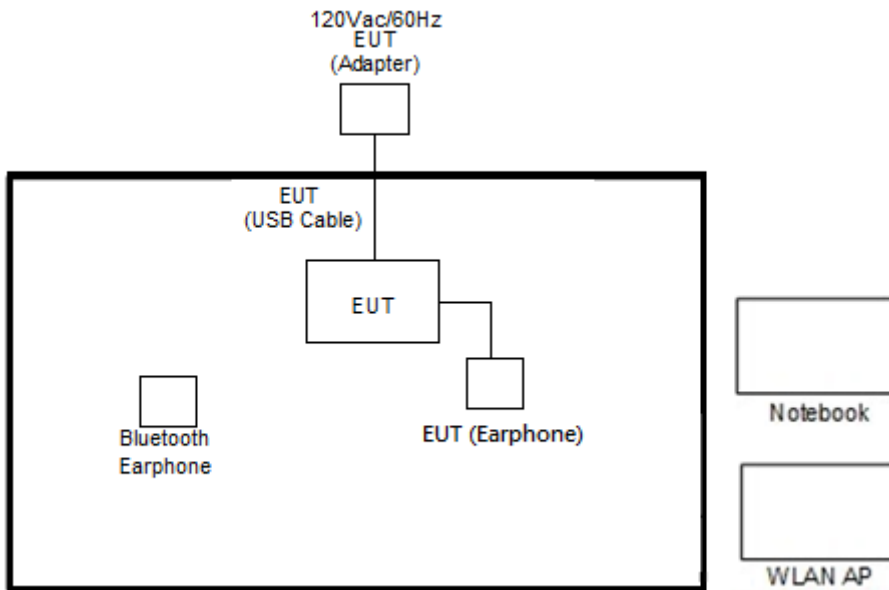 120Vac/60Hz
EUT
(Adapter)
EUT
(USB Cable)
EUT
EUT (Earphone)
Bluetooth
Earphone
Notebook
WLAN AP